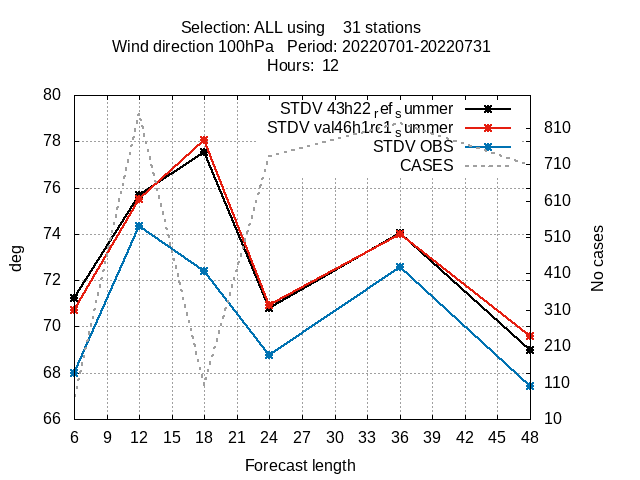 Selection: ALL using    31 stations
Wind direction 100hPa   Period: 20220701-20220731
Hours:  12
80
78
76
74
72
70
68
66
deg
STDV 43h22_ref_summer
STDV val46h1rc1_summer
STDV OBS
CASES
810
710
610
510
410
310
210
110
10
No cases
6 9 12 15 18 21 24 27 30 33 36 39 42 45 48
Forecast length